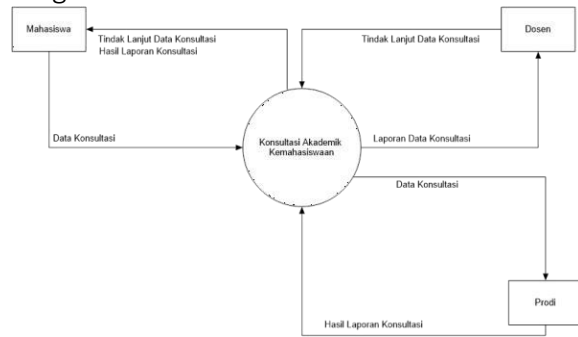 Mahasiswa
Dosen
Tindak Lanjut Data Konsultasi
Hasil Laporan Konsultasi
Tindak Lanjut Data Konsultasi
Data Konsultasi
Konsultasi Akademik
Kemahasiswaan
Laporan Data Konsultasi
Data Konsultasi
Prodi
Hasil Laporan Konsultasi